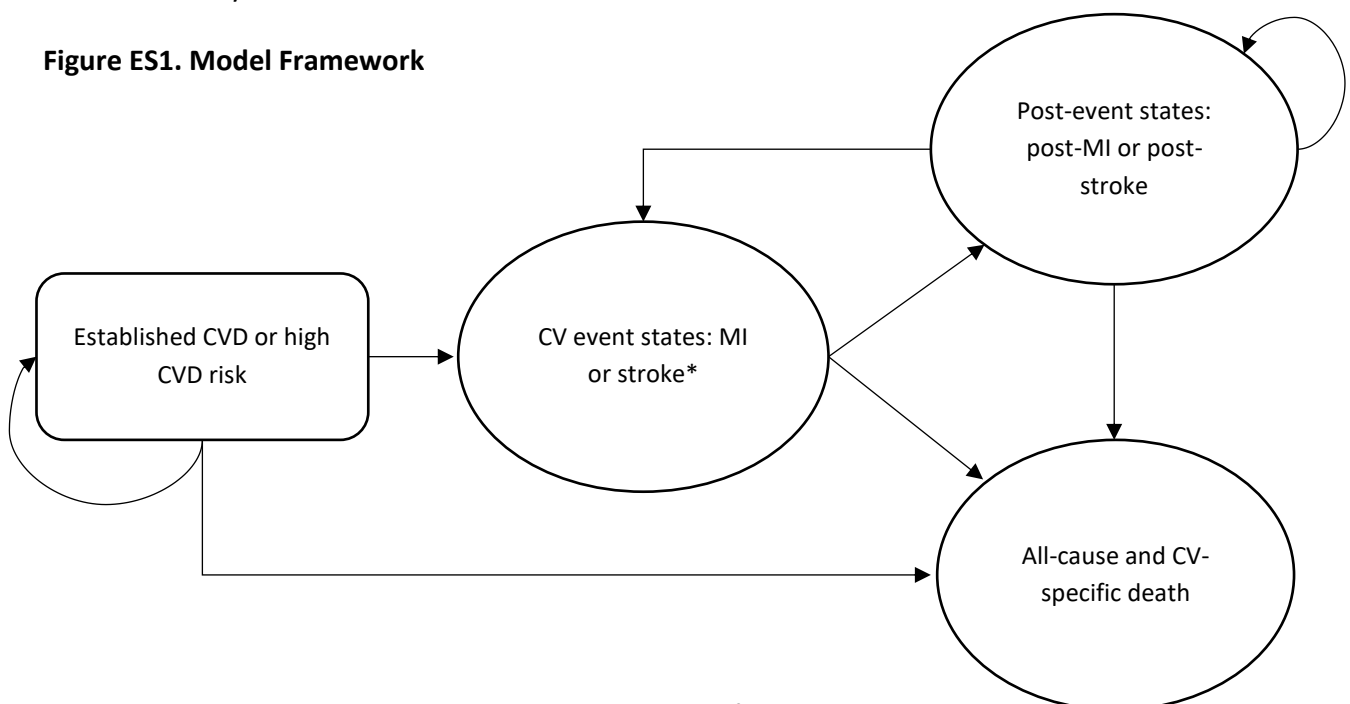 Figure ES1. Model Framework
Post-event states:
post-MI or post-
stroke
Established CVD or high
CVD risk
CV event states: MI
or stroke*
All-cause and CV-
specific death